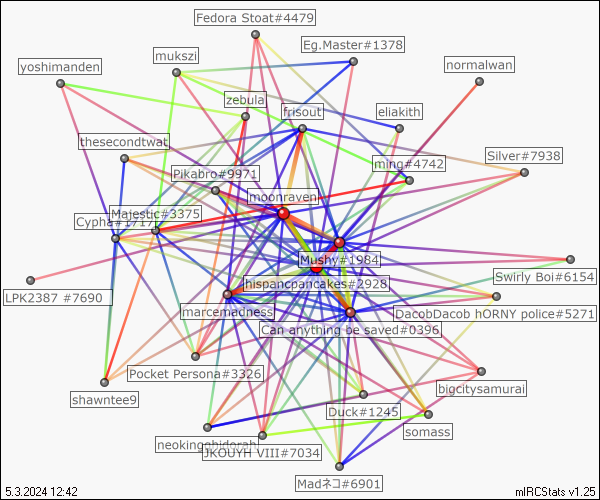 Fedora Stoat#4479
Eg.Master#1378
mukszi
normalwan
yoshimanden
zebula
frisout
eliakith
thesecondtwat
ming#4742
Silver#7938
Pikabro#9971
moonraven
Majestic#3375
Cypha#1717
Mushy#1984
Swirly Boi#6154
hispancpancakes#2928
LPK2387 #7690
marcemadness
DacobDacob hORNY police#5271
Can anything be saved#0396
Pocket Persona#3326
bigcitysamurai
shawntee9
Duck#1245
somass
neokingghidorah
JKOUYH VIII#7034
Madネコ#6901
5.3.2024 12:42
mIRCStats v1.25